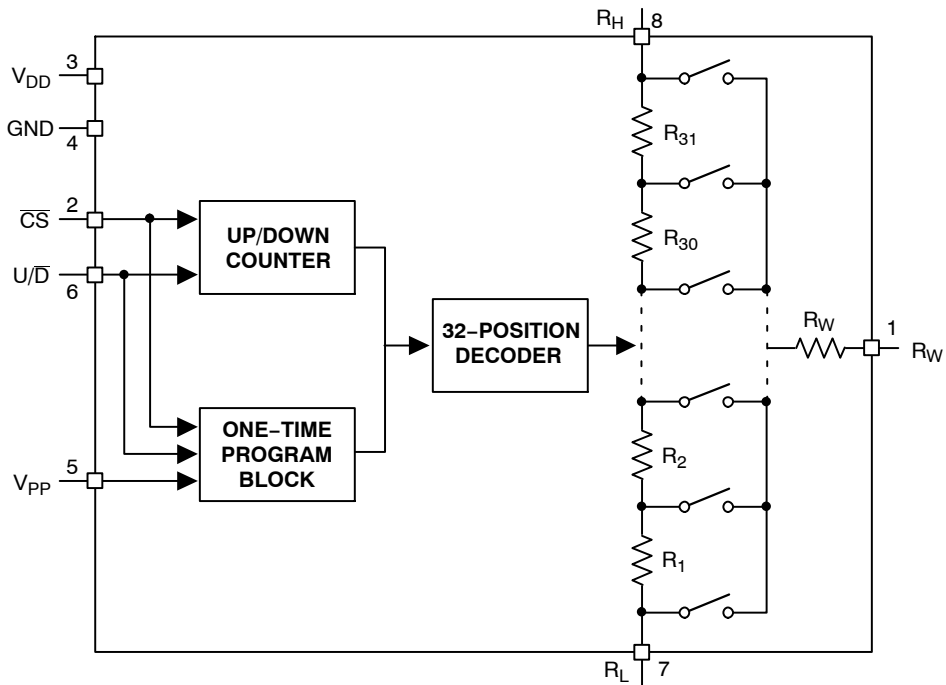 R_H
8
3
V_DD
GND
4
2
C̅S̅
UP/DOWN
COUNTER
U/D̅
6
32–POSITION
DECODER
ONE–TIME
PROGRAM
BLOCK
5
V_PP
R_31
R_30
R_W
1
R_W
R_2
R_1
R_L
7